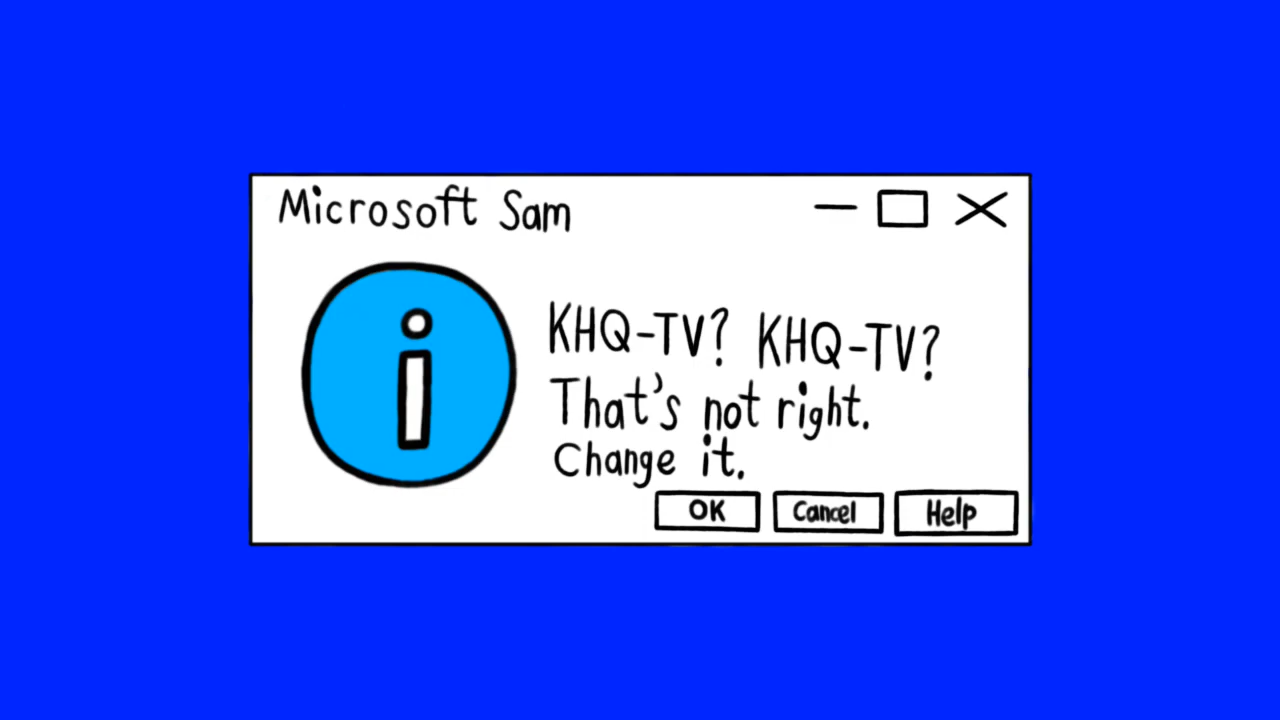 Microsoft Sam
KHQ-TV? KHQ-TV?
That's not right.
Change it.
OK Cancel Help